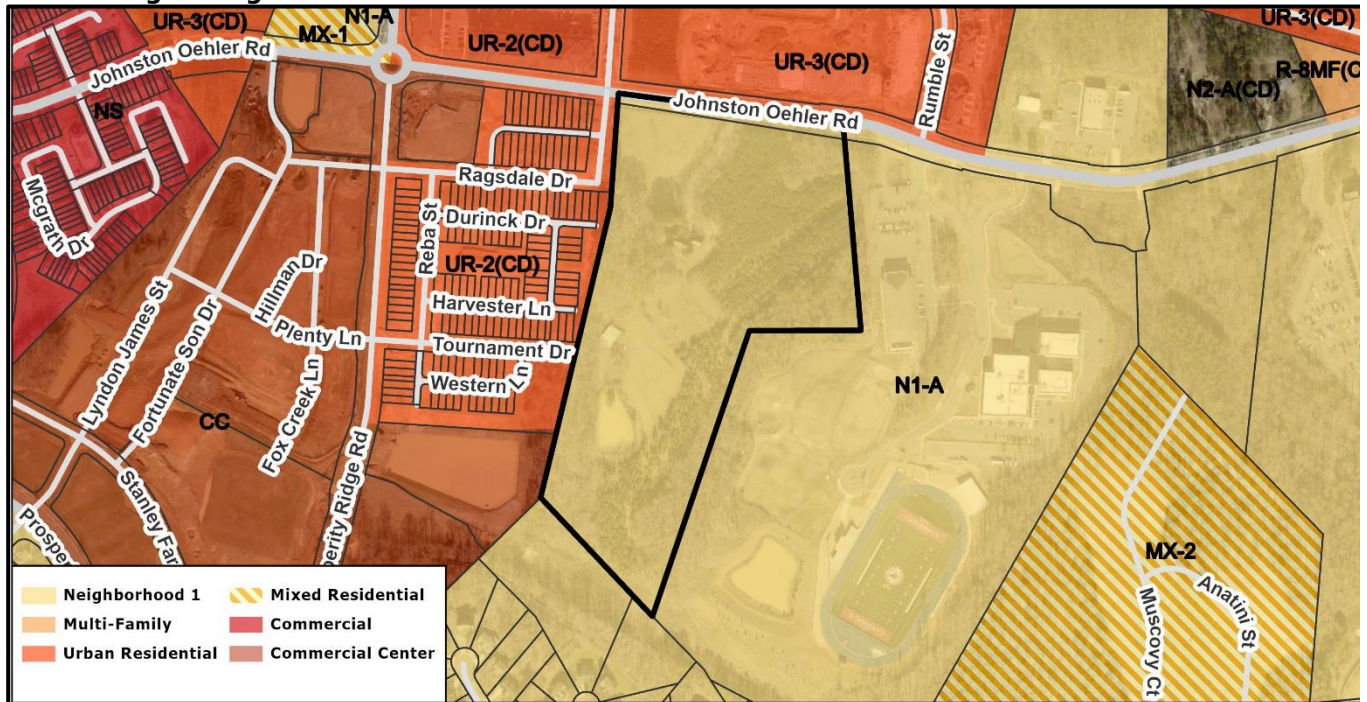 UR-3(CD)
MX-1
N1-A
UR-2(CD)
UR-3(CD)
Rumble St
UR-3(CD)
R-8MF(C
N2-A(CD)
Johnston Oehler Rd
Johnston Oehler Rd
NS
Mcgrath Dr
Ragsdale Dr
Reba St
Durinck Dr
UR-2(CD)
Harvester Ln
Hillman Dr
Plenty Ln
Tournament Dr
Western Ln
Lyndon James St
Fortunate Son Dr
Fox Creek Ln
CC
N1-A
Stanley Far
Prosper
perity Ridge Rd
MX-2
Anatini St
Muscovy Ct
Neighborhood 1
Mixed Residential
Multi-Family
Commercial
Urban Residential
Commercial Center